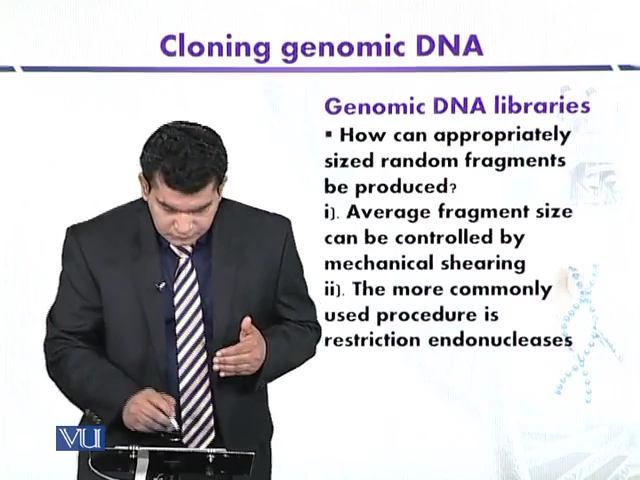 Cloning genomic DNA
Genomic DNA libraries
▪ How can appropriately
sized random fragments
be produced?
i). Average fragment size
can be controlled by
mechanical shearing
ii). The more commonly
used procedure is
restriction endonucleases
VU